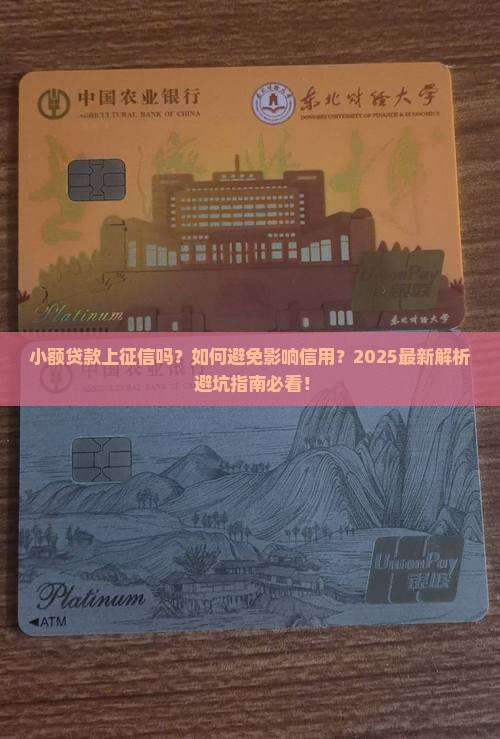 中国农业银行
AGRICULTURAL BANK OF CHINA
东北财经大学
DONGBEI UNIVERSITY OF FINANCE & ECONOMICS
UnionPay
银联
Platinum
东北财经大学
小额贷款上征信吗？如何避免影响信用？2025最新解析
避坑指南必看！
UnionPay
银联
Platinum
◀ATM